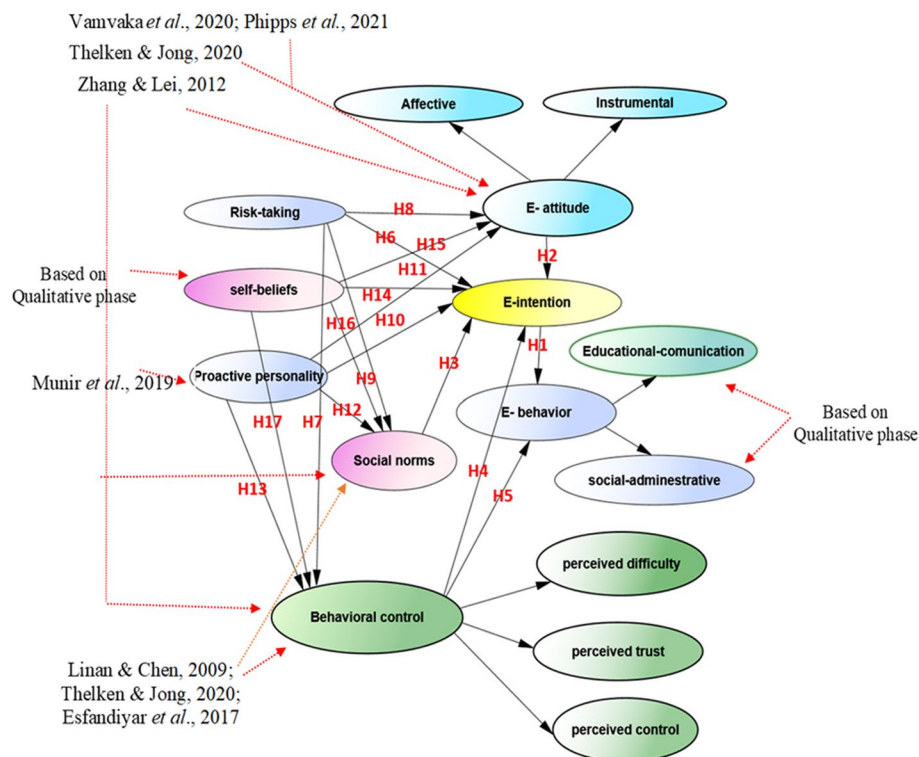 Vamvaka et al., 2020; Phipps et al., 2021
Thelken & Jong, 2020
Zhang & Lei, 2012
Affective
Instrumental
Risk-taking
H8
E- attitude
H6
H15
H2
Based on
Qualitative phase
self-beliefs
H11
H14
E-intention
H16
H10
H1
Educational-comunication
H3
Munir et al., 2019
Proactive personality
H9
H12
E- behavior
Based on
Qualitative phase
H17
H7
Social norms
H4
social-adminestrative
H13
H5
perceived difficulty
Behavioral control
perceived trust
Linan & Chen, 2009;
Thelken & Jong, 2020;
Esfandiyar et al., 2017
perceived control